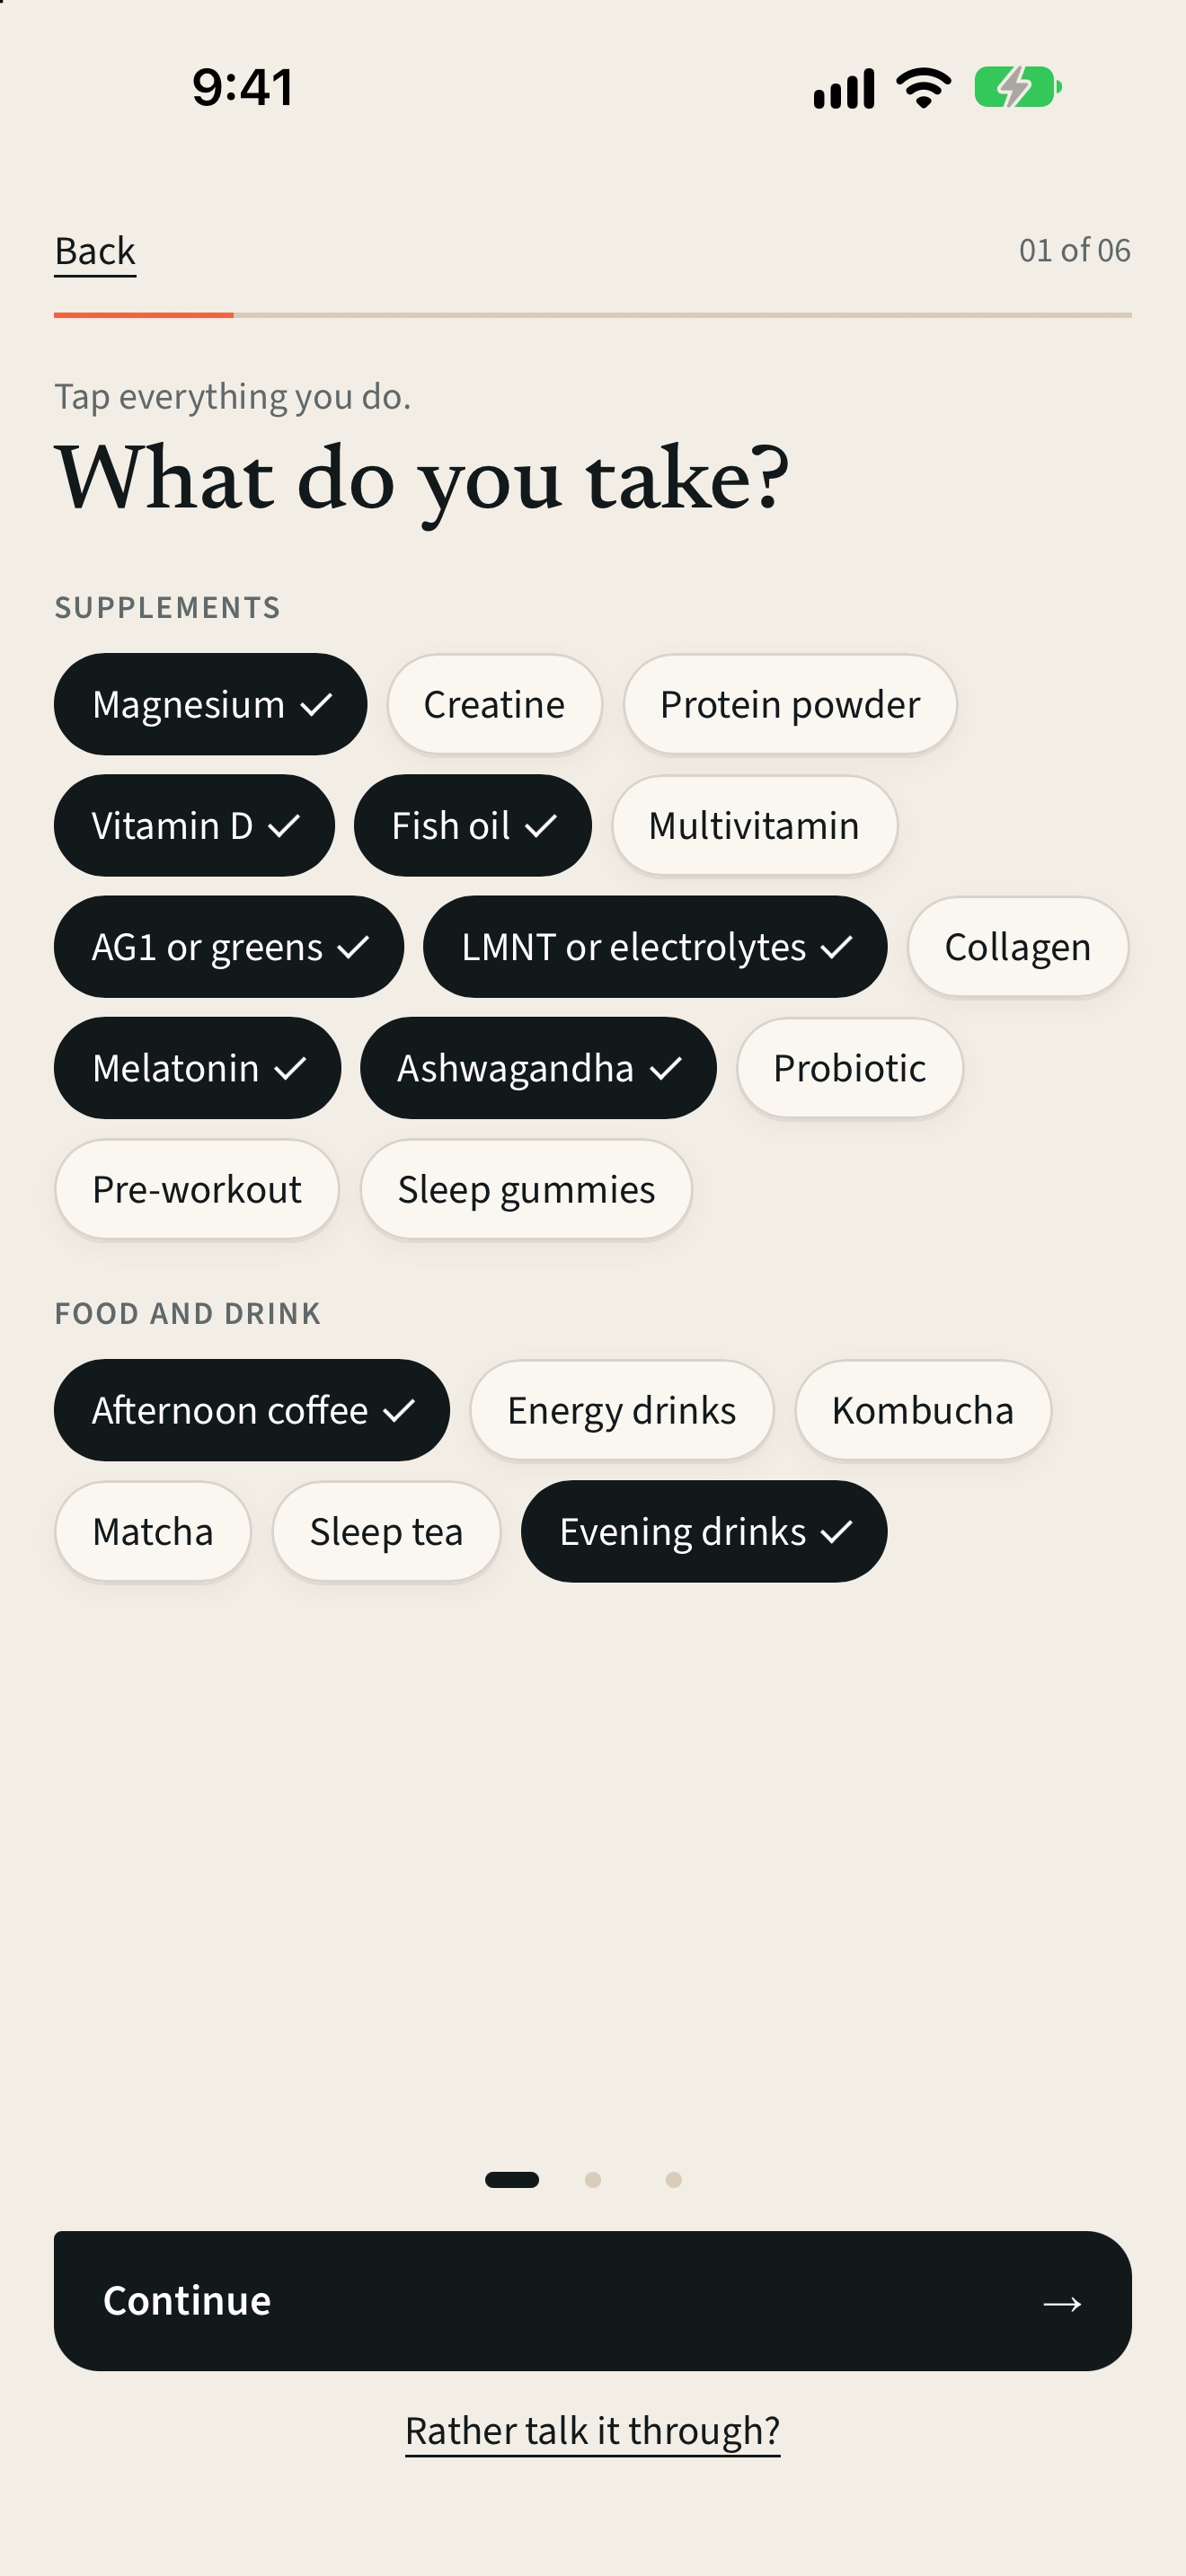 9:41
Back 01 of 06
Tap everything you do.
What do you take?
SUPPLEMENTS
Magnesium ✓ Creatine Protein powder
Vitamin D ✓ Fish oil ✓ Multivitamin
AG1 or greens ✓ LMNT or electrolytes ✓ Collagen
Melatonin ✓ Ashwagandha ✓ Probiotic
Pre-workout Sleep gummies
FOOD AND DRINK
Afternoon coffee ✓ Energy drinks Kombucha
Matcha Sleep tea Evening drinks ✓
Continue →
Rather talk it through?